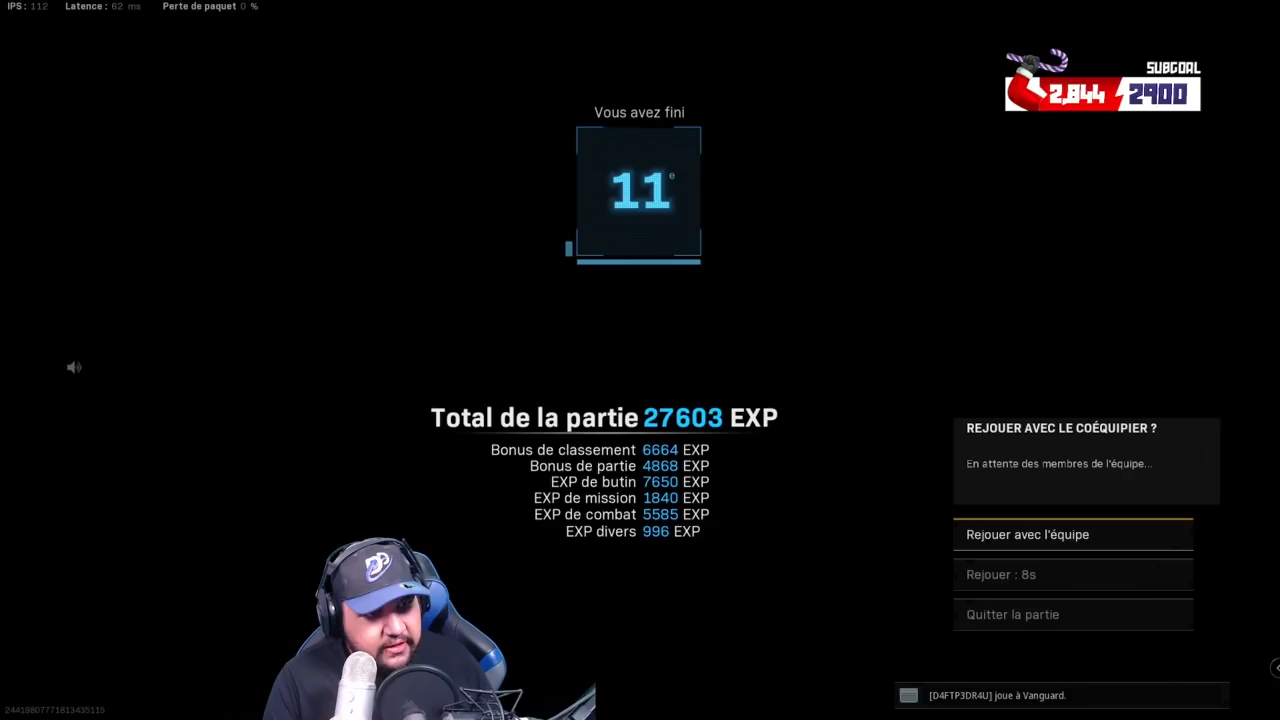 IPS : 112 Latence : 62 ms Perte de paquet 0 %
SUBGOAL
2,844 2900
Vous avez fini
11e
Total de la partie 27603 EXP
Bonus de classement 6664 EXP
Bonus de partie 4868 EXP
EXP de butin 7650 EXP
EXP de mission 1840 EXP
EXP de combat 5585 EXP
EXP divers 996 EXP
REJOUER AVEC LE COÉQUIPIER ?
En attente des membres de l'équipe...
Rejouer avec l'équipe
Rejouer : 8s
Quitter la partie
[D4FTP3DR4U] joue à Vanguard.
24419807771813435115